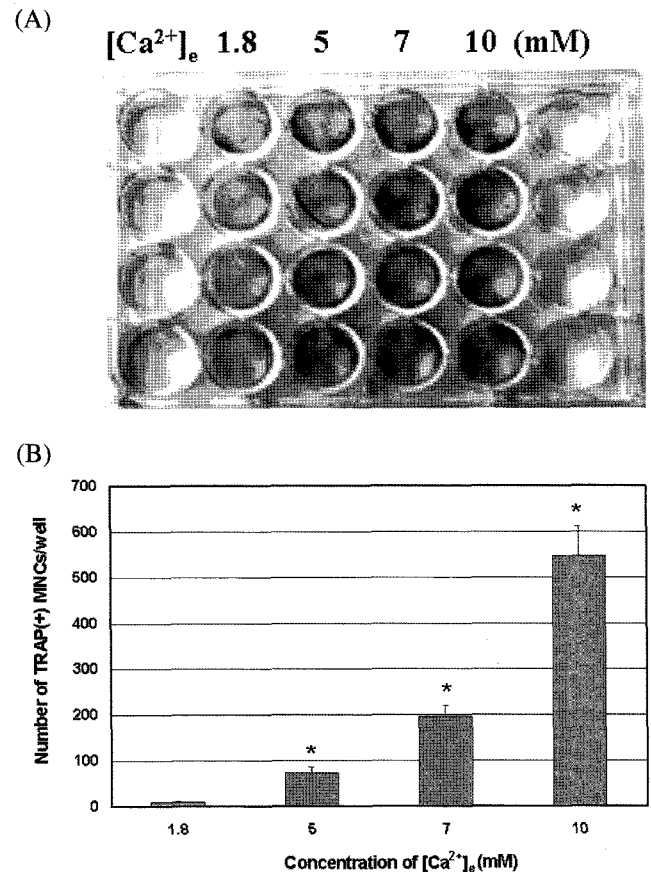 (A)
[Ca²⁺]ₑ 1.8 5 7 10 (mM)
(B)
Number of TRAP(+) MNCs/well
700
600
500
400
300
200
100
0
*
*
*
1.8 5 7 10
Concentration of [Ca²⁺]ₑ (mM)